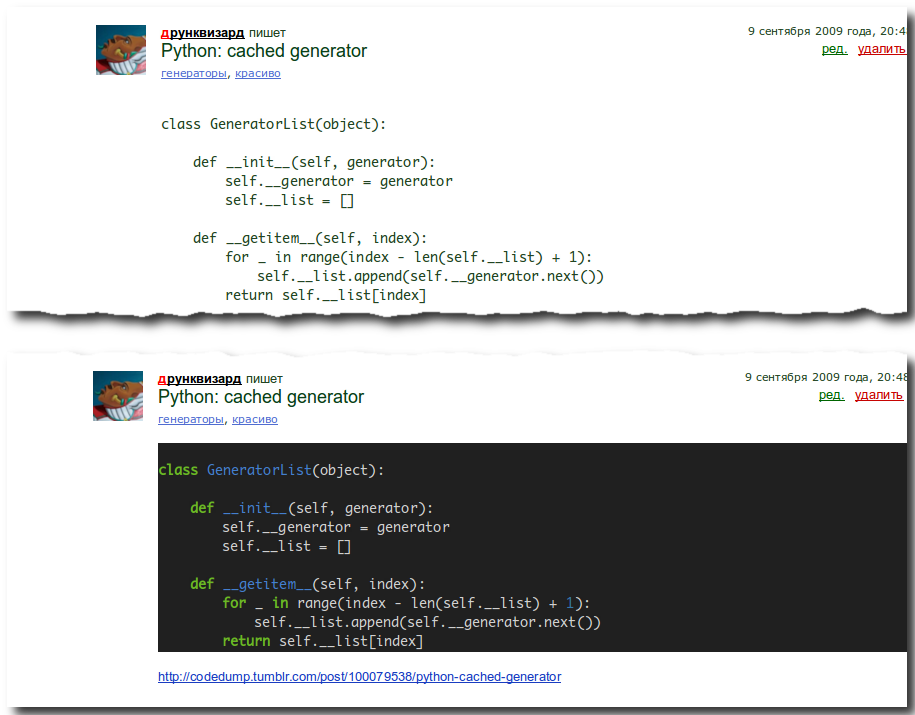 друнквизард пишет
9 сентября 2009 года, 20:48
Python: cached generator
ред. удалить
генераторы, красиво
class GeneratorList(object):
def __init__(self, generator):
self.__generator = generator
self.__list = []
def __getitem__(self, index):
for _ in range(index - len(self.__list) + 1):
self.__list.append(self.__generator.next())
return self.__list[index]
друнквизард пишет
9 сентября 2009 года, 20:48
Python: cached generator
ред. удалить
генераторы, красиво
class GeneratorList(object):
def __init__(self, generator):
self.__generator = generator
self.__list = []
def __getitem__(self, index):
for _ in range(index - len(self.__list) + 1):
self.__list.append(self.__generator.next())
return self.__list[index]
http://codedump.tumblr.com/post/100079538/python-cached-generator